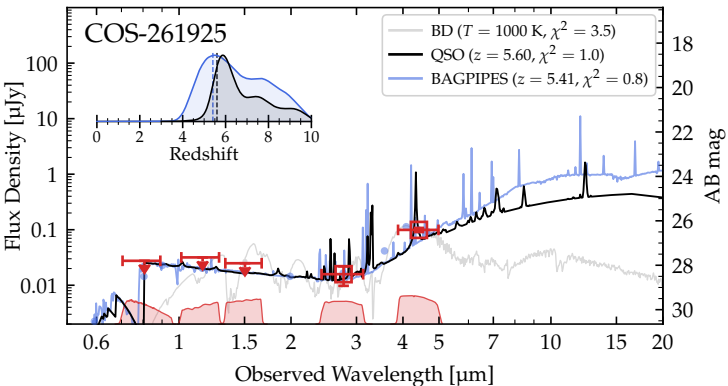 COS-261925
BD (T = 1000 K, χ² = 3.5)
QSO (z = 5.60, χ² = 1.0)
BAGPIPES (z = 5.41, χ² = 0.8)
0 2 4 6 8 10
Redshift
Flux Density [μJy]
100
10
1
0.1
0.01
18
20
22
24
26
28
30
AB mag
0.6 1 2 3 4 5 10 15 20
Observed Wavelength [μm]